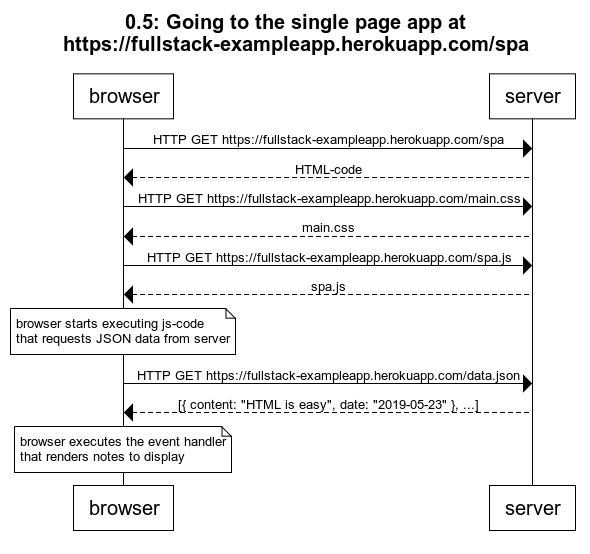 0.5: Going to the single page app at
https://fullstack-exampleapp.herokuapp.com/spa
browser
server
HTTP GET https://fullstack-exampleapp.herokuapp.com/spa
HTML-code
HTTP GET https://fullstack-exampleapp.herokuapp.com/main.css
main.css
HTTP GET https://fullstack-exampleapp.herokuapp.com/spa.js
spa.js
browser starts executing js-code
that requests JSON data from server
HTTP GET https://fullstack-exampleapp.herokuapp.com/data.json
[{ content: "HTML is easy", date: "2019-05-23" }, ...]
browser executes the event handler
that renders notes to display
browser
server